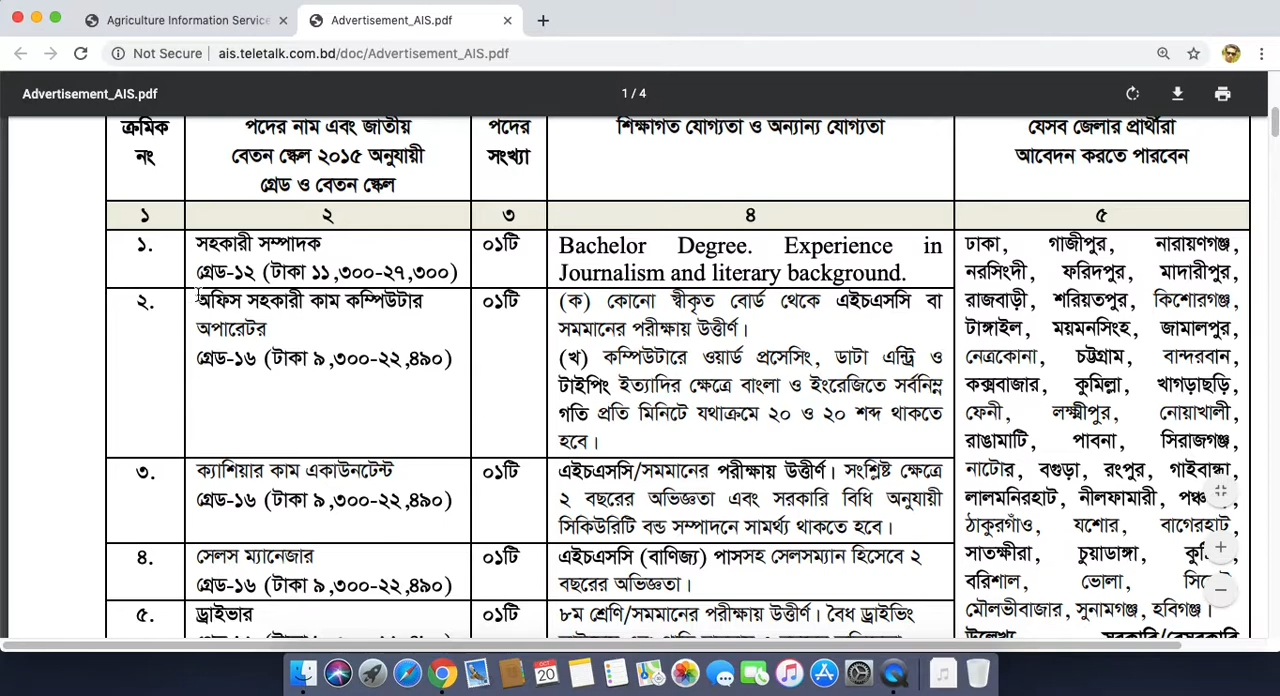 Agriculture Information Service
Advertisement_AIS.pdf
Not Secure
ais.teletalk.com.bd/doc/Advertisement_AIS.pdf
Advertisement_AIS.pdf
1 / 4
ক্রমিক নং
পদের নাম এবং জাতীয়
বেতন স্কেল ২০১৫ অনুযায়ী
গ্রেড ও বেতন স্কেল
পদের সংখ্যা
শিক্ষাগত যোগ্যতা ও অন্যান্য যোগ্যতা
যেসব জেলার প্রার্থীরা
আবেদন করতে পারবেন
১ ২ ৩ ৪ ৫
১.
সহকারী সম্পাদক
গ্রেড-১২ (টাকা ১১,৩০০-২৭,৩০০)
০১টি
Bachelor Degree. Experience in
Journalism and literary background.
২.
অফিস সহকারী কাম কম্পিউটার
অপারেটর
গ্রেড-১৬ (টাকা ৯,৩০০-২২,৪৯০)
০১টি
(ক) কোনো স্বীকৃত বোর্ড থেকে এইচএসসি বা
সমমানের পরীক্ষায় উত্তীর্ণ।
(খ) কম্পিউটারে ওয়ার্ড প্রসেসিং, ডাটা এন্ট্রি ও
টাইপিং ইত্যাদির ক্ষেত্রে বাংলা ও ইংরেজিতে সর্বনিম্ন
গতি প্রতি মিনিটে যথাক্রমে ২০ ও ২০ শব্দ থাকতে
হবে।
৩.
ক্যাশিয়ার কাম একাউনটেন্ট
গ্রেড-১৬ (টাকা ৯,৩০০-২২,৪৯০)
০১টি
এইচএসসি/সমমানের পরীক্ষায় উত্তীর্ণ। সংশ্লিষ্ট ক্ষেত্রে
২ বছরের অভিজ্ঞতা এবং সরকারি বিধি অনুযায়ী
সিকিউরিটি বন্ড সম্পাদনে সামর্থ্য থাকতে হবে।
৪.
সেলস ম্যানেজার
গ্রেড-১৬ (টাকা ৯,৩০০-২২,৪৯০)
০১টি
এইচএসসি (বাণিজ্য) পাসসহ সেলসম্যান হিসেবে ২
বছরের অভিজ্ঞতা।
৫.
ড্রাইভার
০১টি
৮ম শ্রেণি/সমমানের পরীক্ষায় উত্তীর্ণ। বৈধ ড্রাইভিং
ঢাকা, গাজীপুর, নারায়ণগঞ্জ,
নরসিংদী, ফরিদপুর, মাদারীপুর,
রাজবাড়ী, শরিয়তপুর, কিশোরগঞ্জ,
টাঙ্গাইল, ময়মনসিংহ, জামালপুর,
নেত্রকোনা, চট্টগ্রাম, বান্দরবান,
কক্সবাজার, কুমিল্লা, খাগড়াছড়ি,
ফেনী, লক্ষ্মীপুর, নোয়াখালী,
রাঙামাটি, পাবনা, সিরাজগঞ্জ,
নাটোর, বগুড়া, রংপুর, গাইবান্ধা,
লালমনিরহাট, নীলফামারী,
ঠাকুরগাঁও, যশোর, বাগেরহাট,
সাতক্ষীরা, চুয়াডাঙ্গা,
বরিশাল, ভোলা,
মৌলভীবাজার, সুনামগঞ্জ, হবিগঞ্জ।
উল্লেখ্য সরকারি/বেসরকারি
OCT
20